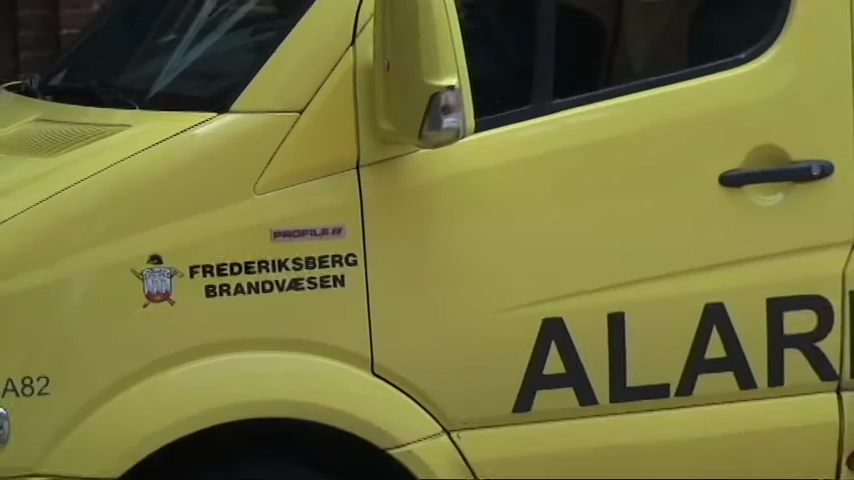 PROFILE
FREDERIKSBERG
BRANDVÆSEN
A82
ALAR